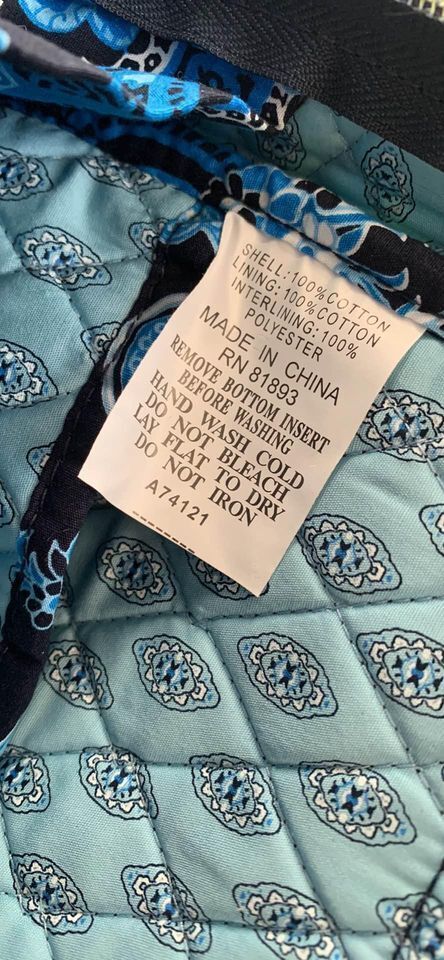 SHELL:100%COTTON
LINING:100%COTTON
INTERLINING:100%
POLYESTER
MADE IN CHINA
RN 81893
REMOVE BOTTOM INSERT
BEFORE WASHING
HAND WASH COLD
DO NOT BLEACH
LAY FLAT TO DRY
DO NOT IRON
A74121